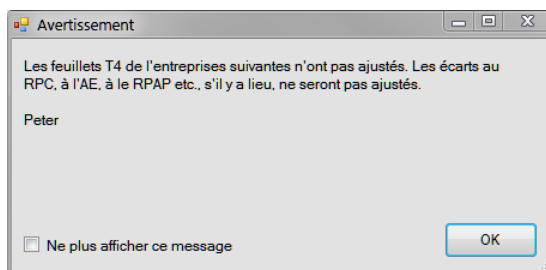 Avertissement
Les feuillets T4 de l'entreprises suivantes n'ont pas ajustés. Les écarts au
RPC, à l'AE, à le RPAP etc., s'il y a lieu, ne seront pas ajustés.
Peter
Ne plus afficher ce message
OK